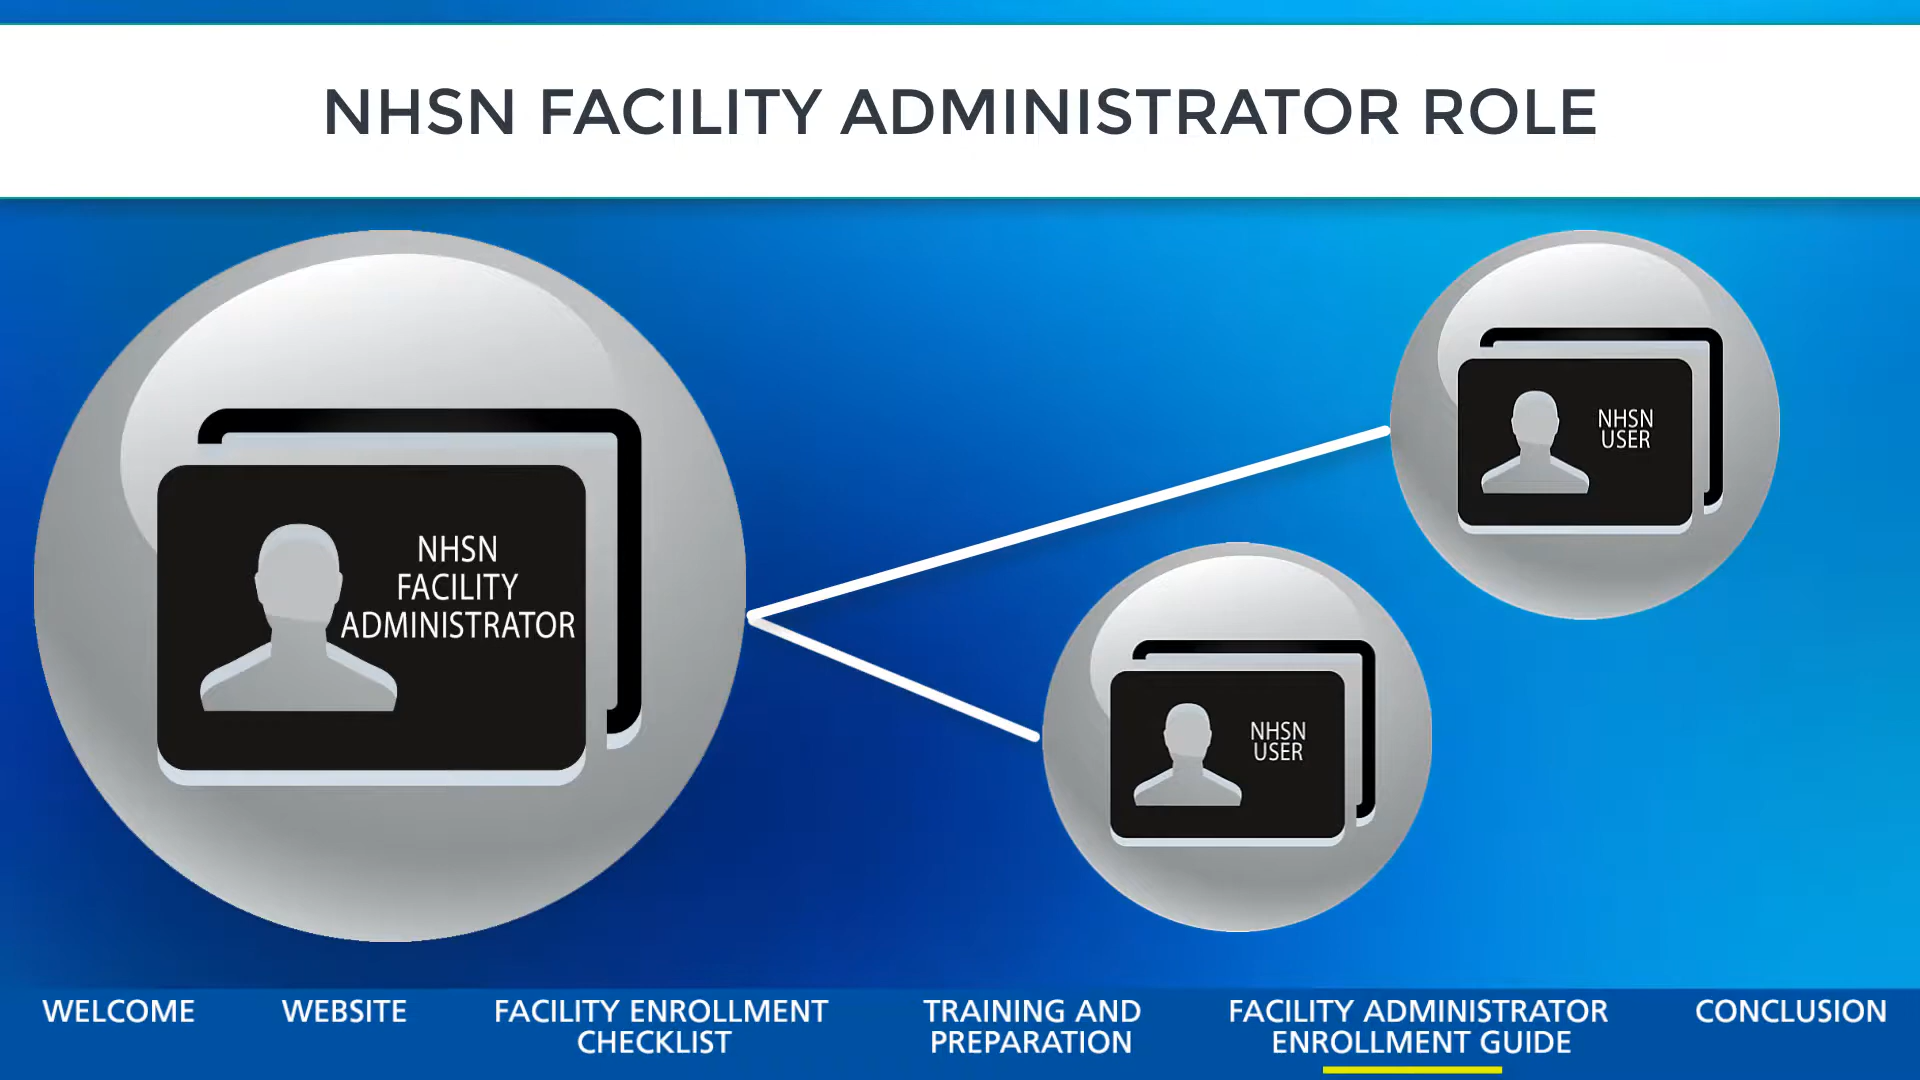 NHSN FACILITY ADMINISTRATOR ROLE
NHSN
FACILITY
ADMINISTRATOR
NHSN
USER
NHSN
USER
WELCOME
WEBSITE
FACILITY ENROLLMENT
CHECKLIST
TRAINING AND
PREPARATION
FACILITY ADMINISTRATOR
ENROLLMENT GUIDE
CONCLUSION